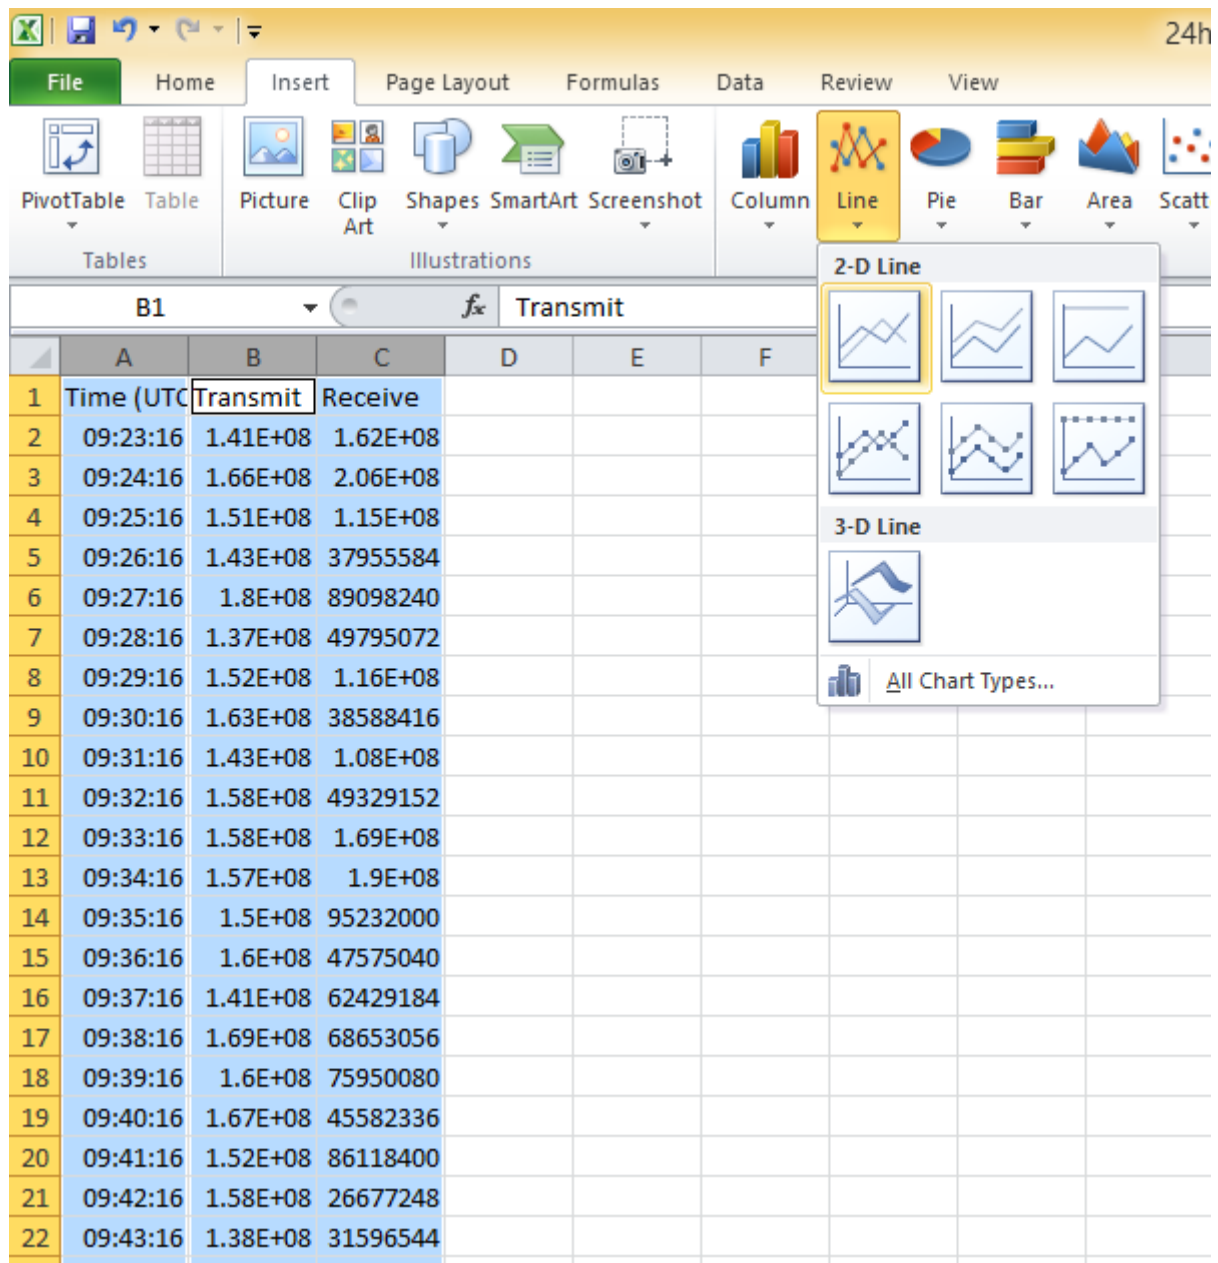 24h
File Home Insert Page Layout Formulas Data Review View
PivotTable Table Picture Clip Art Shapes SmartArt Screenshot Column Line Pie Bar Area Scatt
Tables Illustrations
2-D Line
3-D Line
All Chart Types...
B1 fx Transmit
A B C D E F
1 Time (UTC Transmit Receive
2 09:23:16 1.41E+08 1.62E+08
3 09:24:16 1.66E+08 2.06E+08
4 09:25:16 1.51E+08 1.15E+08
5 09:26:16 1.43E+08 37955584
6 09:27:16 1.8E+08 89098240
7 09:28:16 1.37E+08 49795072
8 09:29:16 1.52E+08 1.16E+08
9 09:30:16 1.63E+08 38588416
10 09:31:16 1.43E+08 1.08E+08
11 09:32:16 1.58E+08 49329152
12 09:33:16 1.58E+08 1.69E+08
13 09:34:16 1.57E+08 1.9E+08
14 09:35:16 1.5E+08 95232000
15 09:36:16 1.6E+08 47575040
16 09:37:16 1.41E+08 62429184
17 09:38:16 1.69E+08 68653056
18 09:39:16 1.6E+08 75950080
19 09:40:16 1.67E+08 45582336
20 09:41:16 1.52E+08 86118400
21 09:42:16 1.58E+08 26677248
22 09:43:16 1.38E+08 31596544